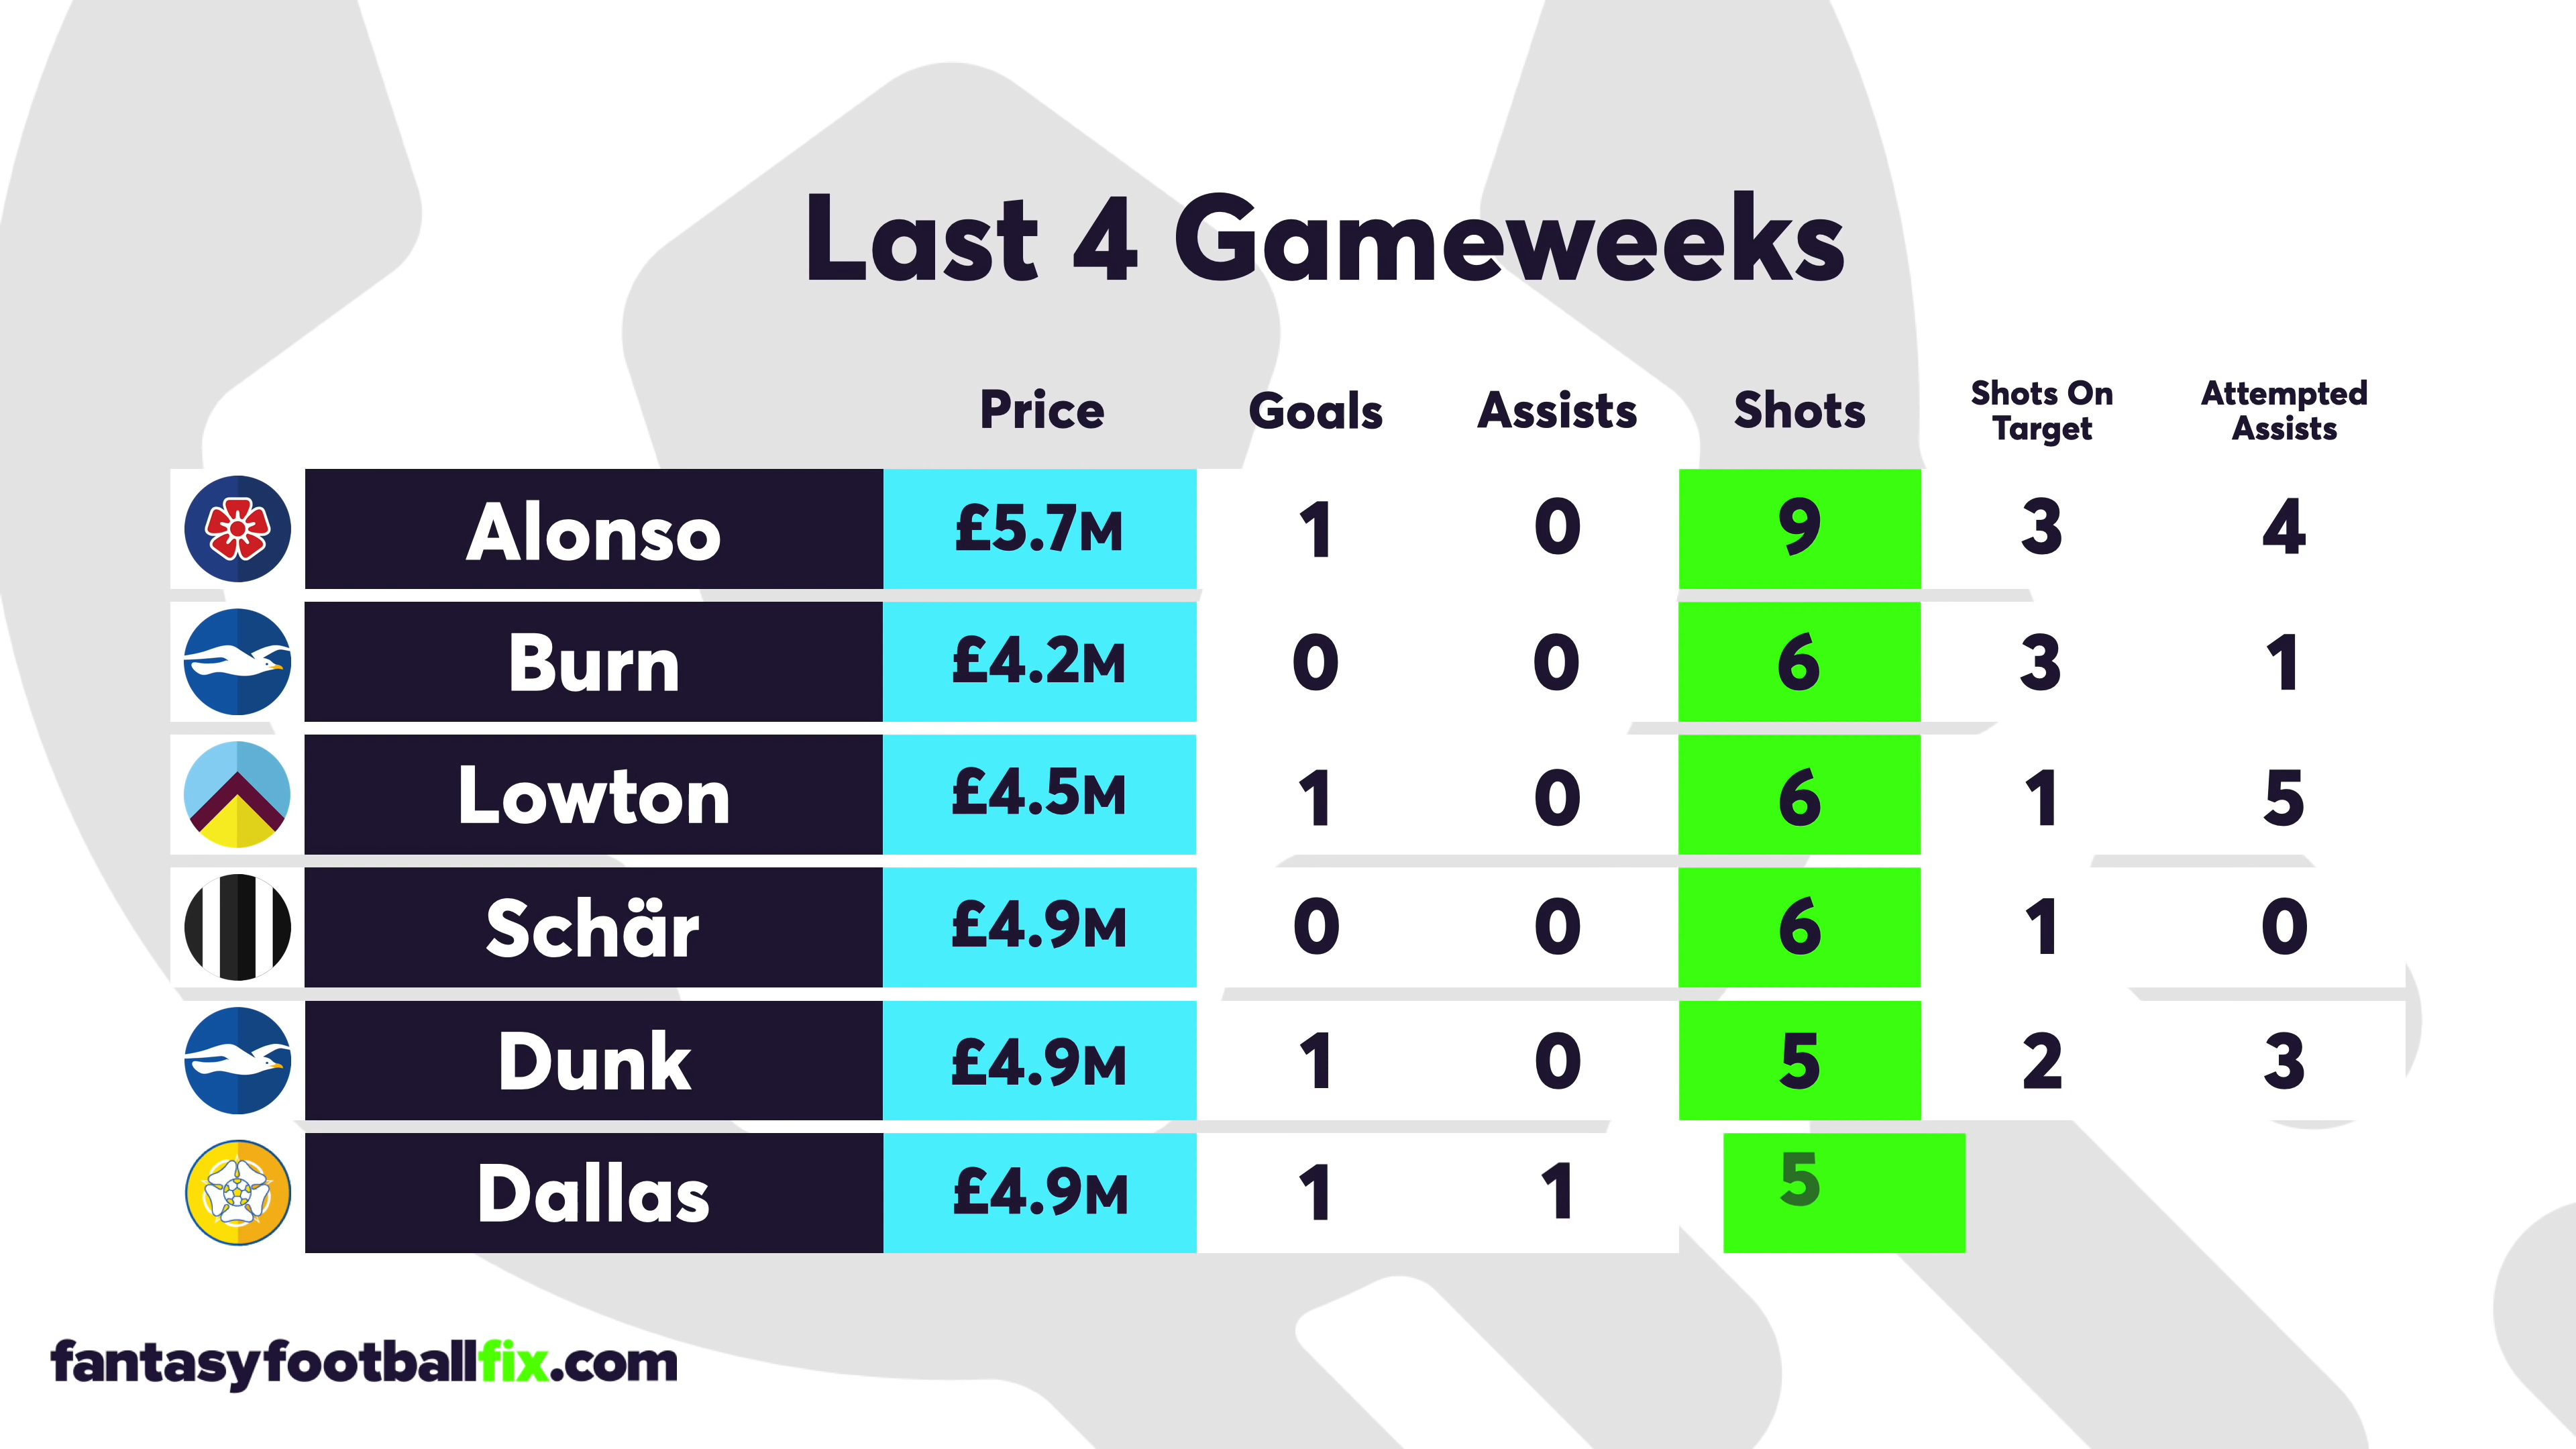 Last 4 Gameweeks
Price Goals Assists Shots Shots On Target Attempted Assists
Alonso £5.7M 1 0 9 3 4
Burn £4.2M 0 0 6 3 1
Lowton £4.5M 1 0 6 1 5
Schär £4.9M 0 0 6 1 0
Dunk £4.9M 1 0 5 2 3
Dallas £4.9M 1 1 5
fantasyfootballfix.com